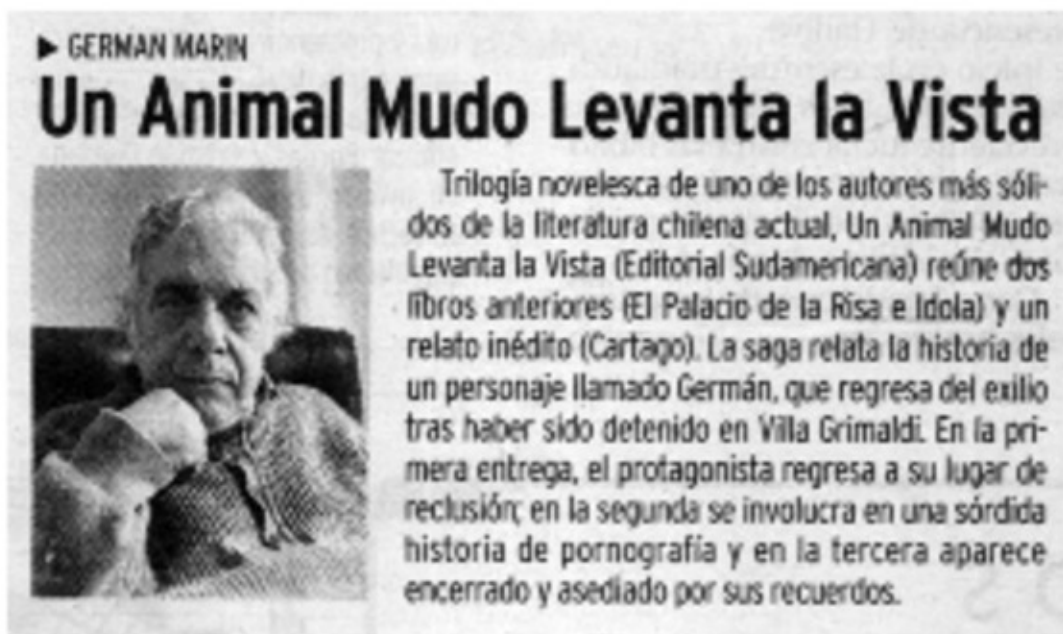 ▶ GERMAN MARIN
Un Animal Mudo Levanta la Vista
Trilogía novelesca de uno de los autores más sóli-
dos de la literatura chilena actual, Un Animal Mudo
Levanta la Vista (Editorial Sudamericana) reúne dos
libros anteriores (El Palacio de la Risa e Idola) y un
relato inédito (Cartago). La saga relata la historia de
un personaje llamado Germán, que regresa del exilio
tras haber sido detenido en Villa Grimaldi. En la pri-
mera entrega, el protagonista regresa a su lugar de
reclusión; en la segunda se involucra en una sórdida
historia de pornografía y en la tercera aparece
encerrado y asediado por sus recuerdos.